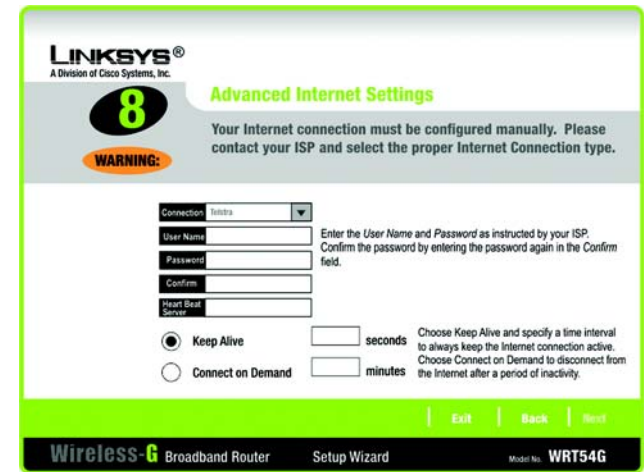 LINKSYS®
A Division of Cisco Systems, Inc.
8
WARNING:
Advanced Internet Settings
Your Internet connection must be configured manually. Please
contact your ISP and select the proper Internet Connection type.
Connection Telstra
User Name
Password
Confirm
Heart Beat
Server
Enter the User Name and Password as instructed by your ISP.
Confirm the password by entering the password again in the Confirm
field.
Keep Alive seconds
Connect on Demand minutes
Choose Keep Alive and specify a time interval
to always keep the Internet connection active.
Choose Connect on Demand to disconnect from
the Internet after a period of inactivity.
Exit Back Next
Wireless-G Broadband Router Setup Wizard Model No. WRT54G